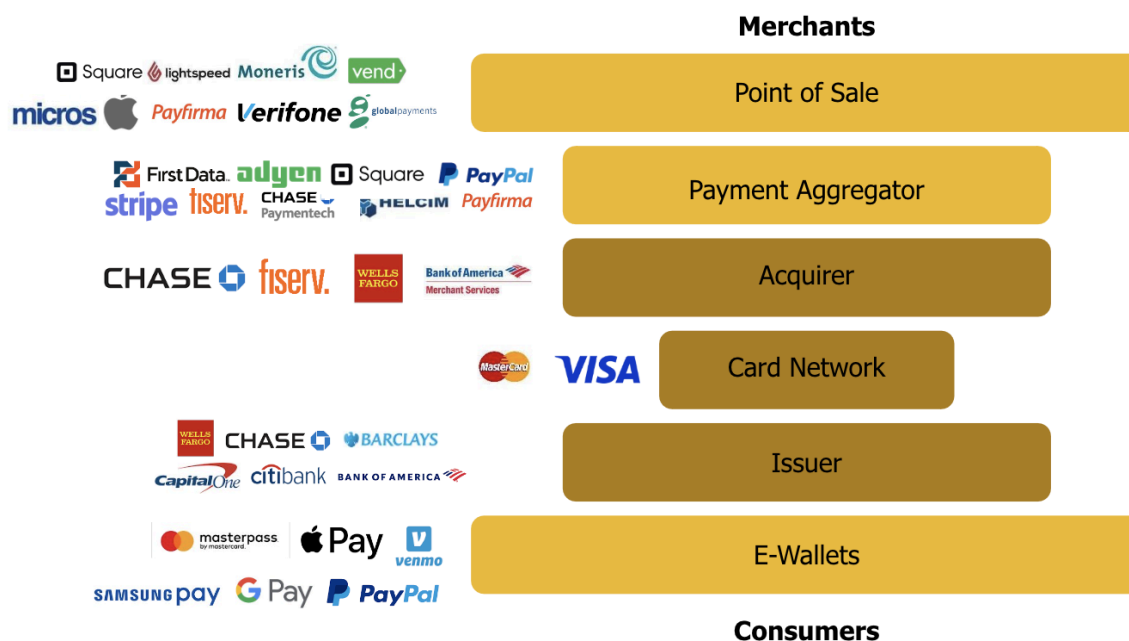 Merchants
Square lightspeed Moneris vend
Point of Sale
micros Payfirma Verifone globalpayments
First Data adyen Square PayPal
Payment Aggregator
stripe fiserv. CHASE Paymentech HELCIM Payfirma
Acquirer
CHASE fiserv. WELLS FARGO Bank of America Merchant Services
MasterCard VISA Card Network
WELLS FARGO CHASE BARCLAYS
Issuer
Capital One citibank BANK OF AMERICA
masterpass by mastercard. Pay venmo
E-Wallets
SAMSUNG pay G Pay PayPal
Consumers